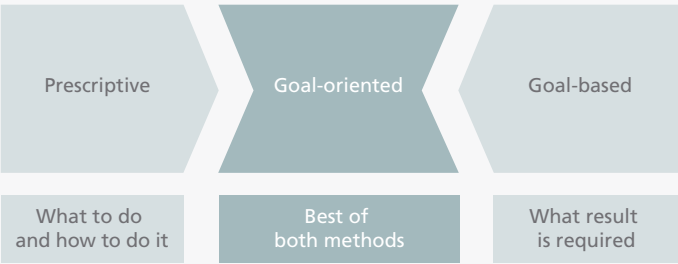 Prescriptive
Goal-oriented
Goal-based
What to do
and how to do it
Best of
both methods
What result
is required